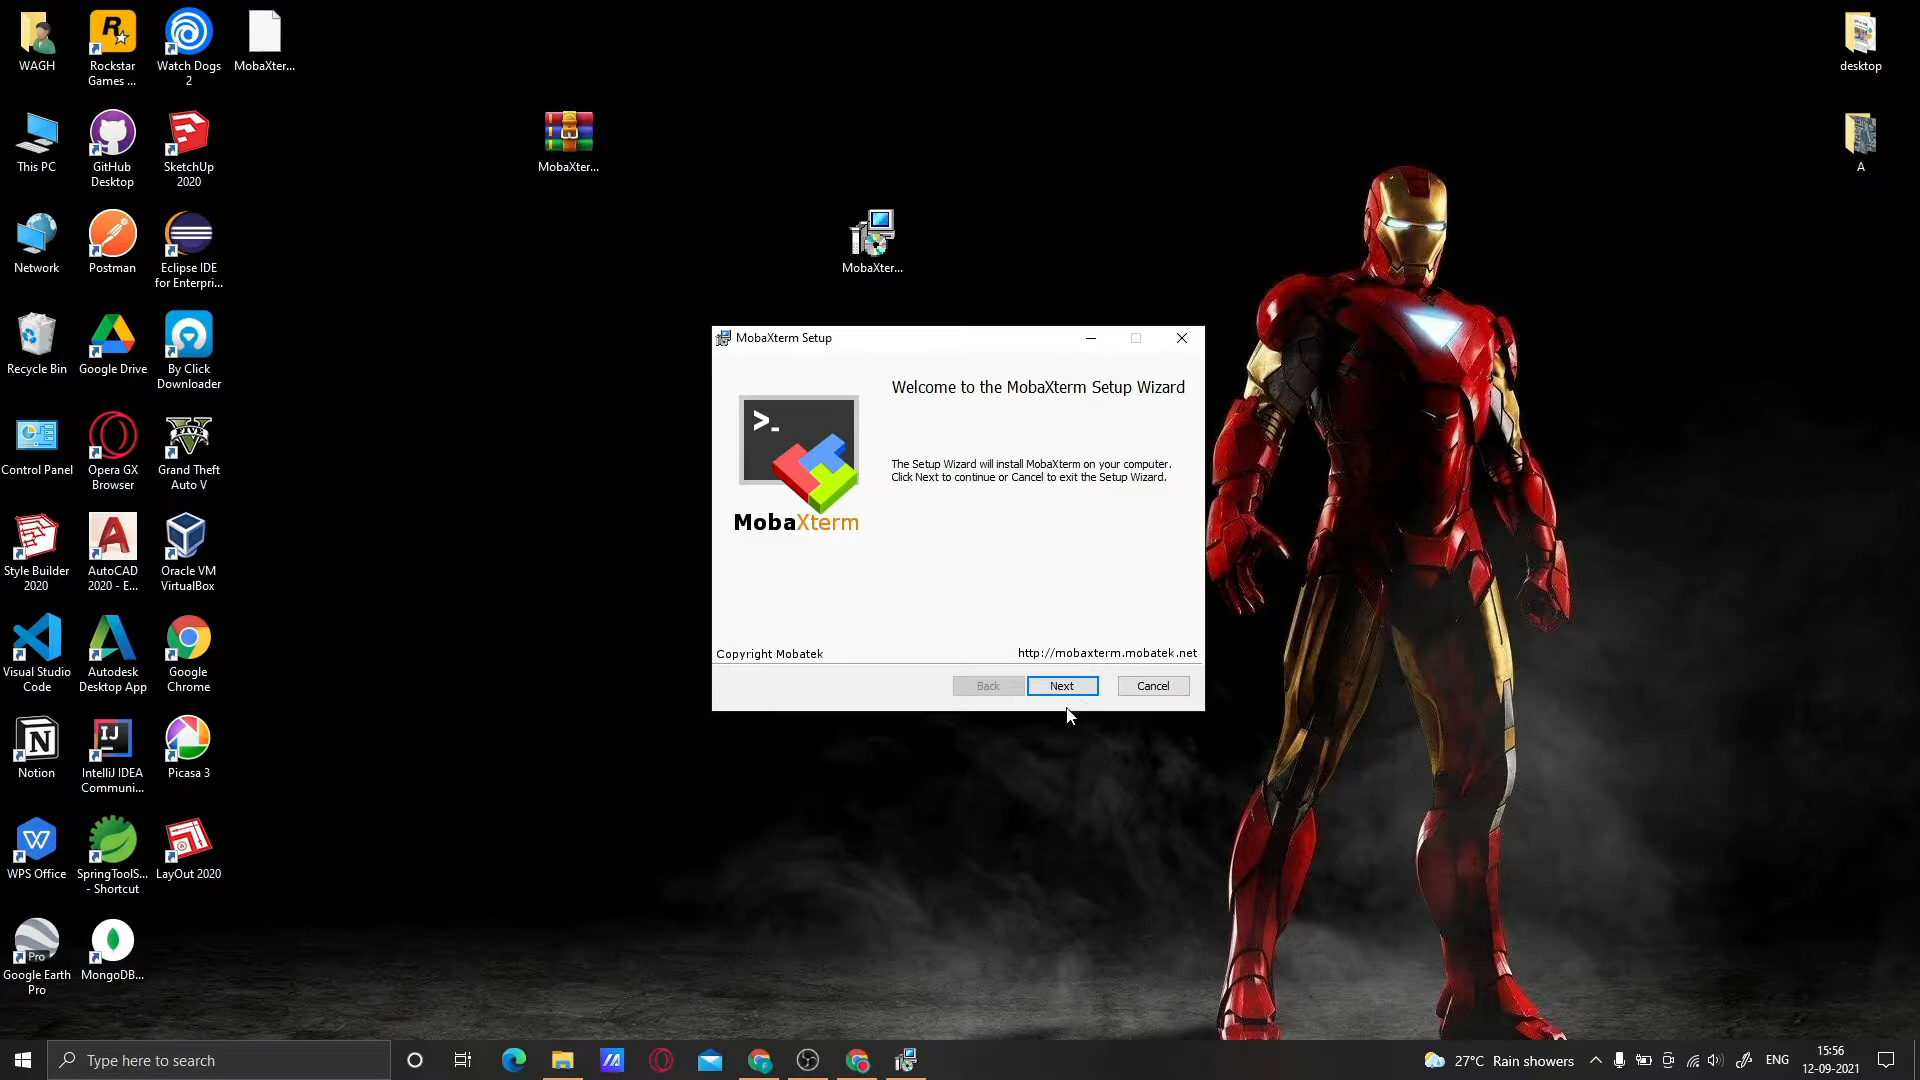 WAGH
Rockstar
Games ...
Watch Dogs
2
MobaXter...
desktop
This PC
GitHub
Desktop
SketchUp
2020
MobaXter...
A
Network
Postman
Eclipse IDE
for Enterpri...
MobaXter...
Recycle Bin
Google Drive
By Click
Downloader
Control Panel
Opera GX
Browser
FIVE
Grand Theft
Auto V
Style Builder
2020
AutoCAD
2020 - E...
Oracle VM
VirtualBox
Visual Studio
Code
Autodesk
Desktop App
Google
Chrome
Notion
IntelliJ IDEA
Communi...
Picasa 3
WPS Office
SpringToolS...
- Shortcut
LayOut 2020
Pro
Google Earth
Pro
MongoDB...
MobaXterm Setup
Welcome to the MobaXterm Setup Wizard
>_
MobaXterm
The Setup Wizard will install MobaXterm on your computer.
Click Next to continue or Cancel to exit the Setup Wizard.
Copyright Mobatek
http://mobaxterm.mobatek.net
Back
Next
Cancel
Type here to search
27°C Rain showers
ENG
15:56
12-09-2021